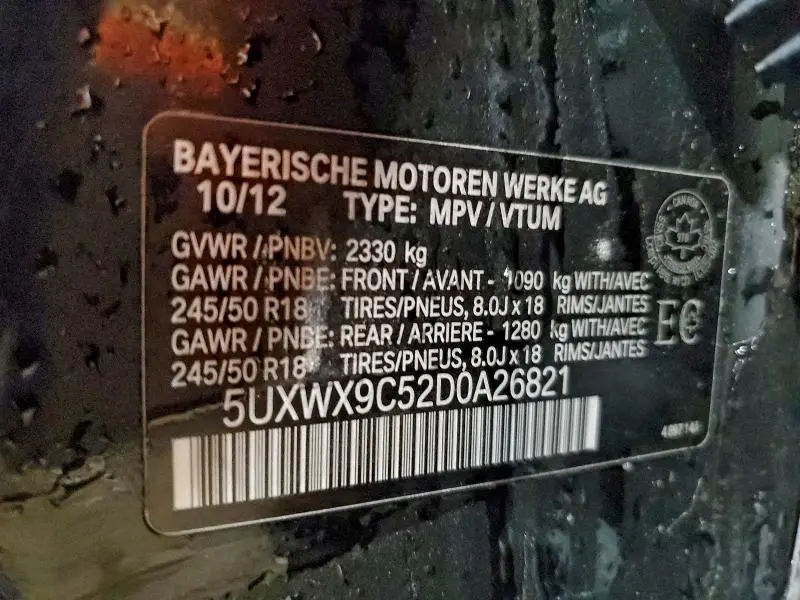 BAYERISCHE MOTOREN WERKE AG
10/12 TYPE: MPV / VTUM
GVWR / PNBV: 2330 kg
GAWR / PNBE: FRONT / AVANT - 1090 kg WITH/AVEC
245/50 R18 TIRES/PNEUS, 8.0J x 18 RIMS/JANTES
GAWR / PNBE: REAR / ARRIERE - 1280 kg WITH/AVEC
245/50 R18 TIRES/PNEUS, 8.0J x 18 RIMS/JANTES
5UXWX9C52D0A26821
CANADA